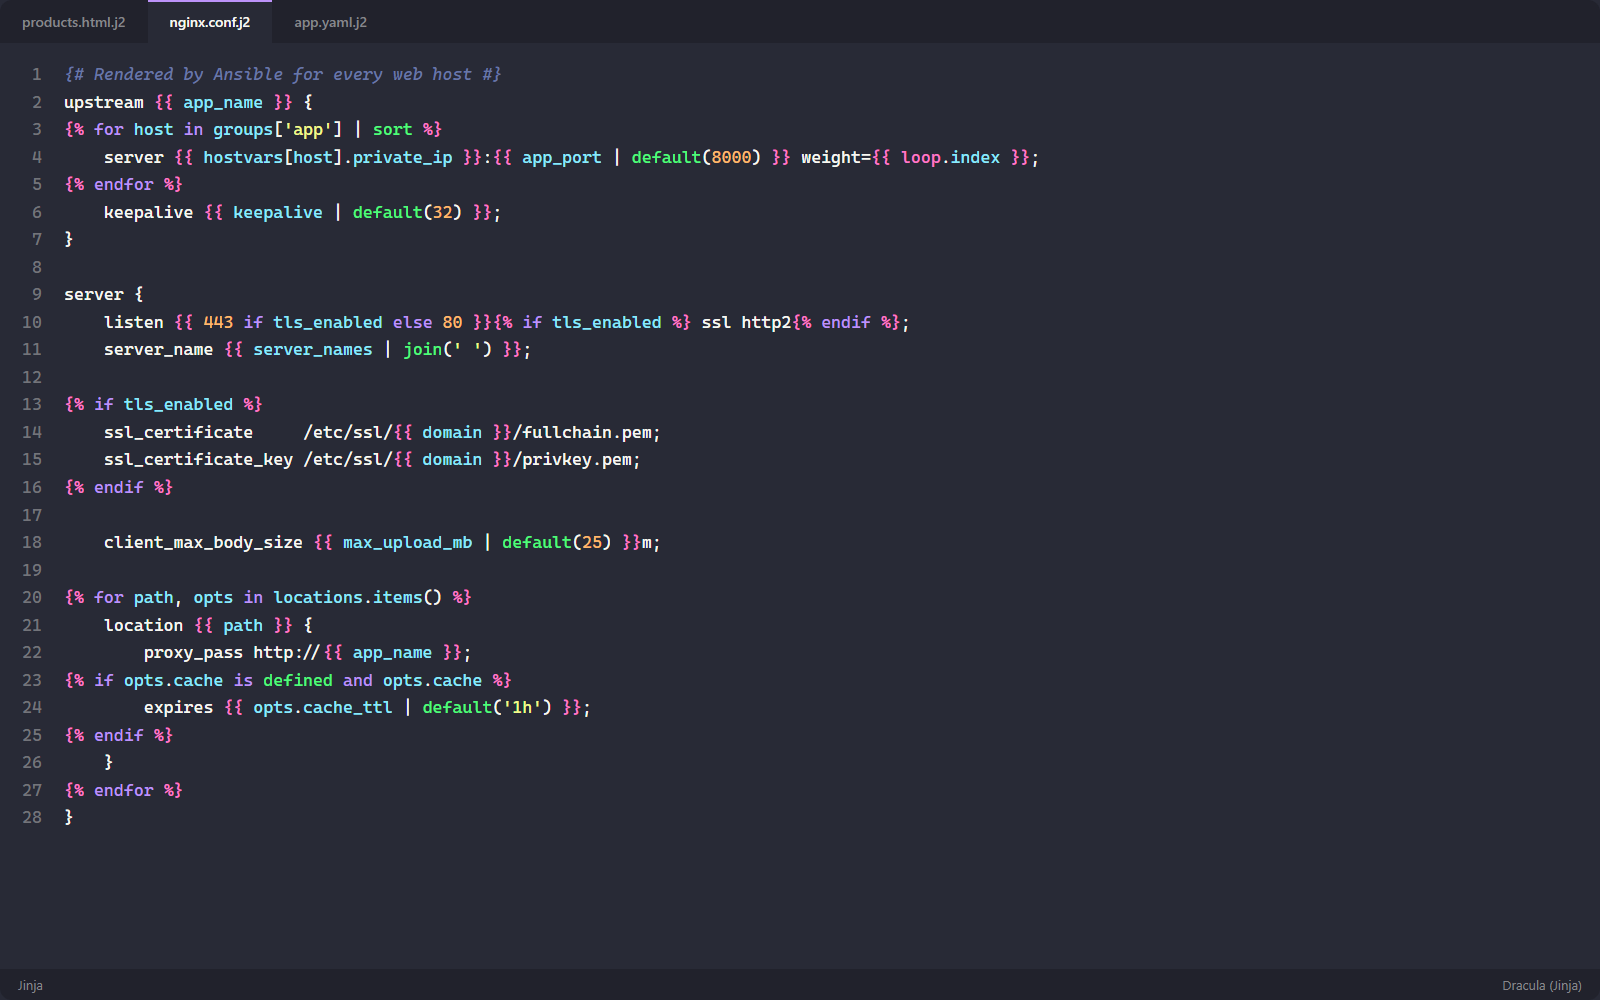 products.html.j2
nginx.conf.j2
app.yaml.j2
1 {# Rendered by Ansible for every web host #}
2 upstream {{ app_name }} {
3 {% for host in groups['app'] | sort %}
4     server {{ hostvars[host].private_ip }}:{{ app_port | default(8000) }} weight={{ loop.index }};
5 {% endfor %}
6     keepalive {{ keepalive | default(32) }};
7 }
8
9 server {
10     listen {{ 443 if tls_enabled else 80 }}{% if tls_enabled %} ssl http2{% endif %};
11     server_name {{ server_names | join(' ') }};
12
13 {% if tls_enabled %}
14     ssl_certificate     /etc/ssl/{{ domain }}/fullchain.pem;
15     ssl_certificate_key /etc/ssl/{{ domain }}/privkey.pem;
16 {% endif %}
17
18     client_max_body_size {{ max_upload_mb | default(25) }}m;
19
20 {% for path, opts in locations.items() %}
21     location {{ path }} {
22         proxy_pass http://{{ app_name }};
23 {% if opts.cache is defined and opts.cache %}
24         expires {{ opts.cache_ttl | default('1h') }};
25 {% endif %}
26     }
27 {% endfor %}
28 }
Jinja
Dracula (Jinja)